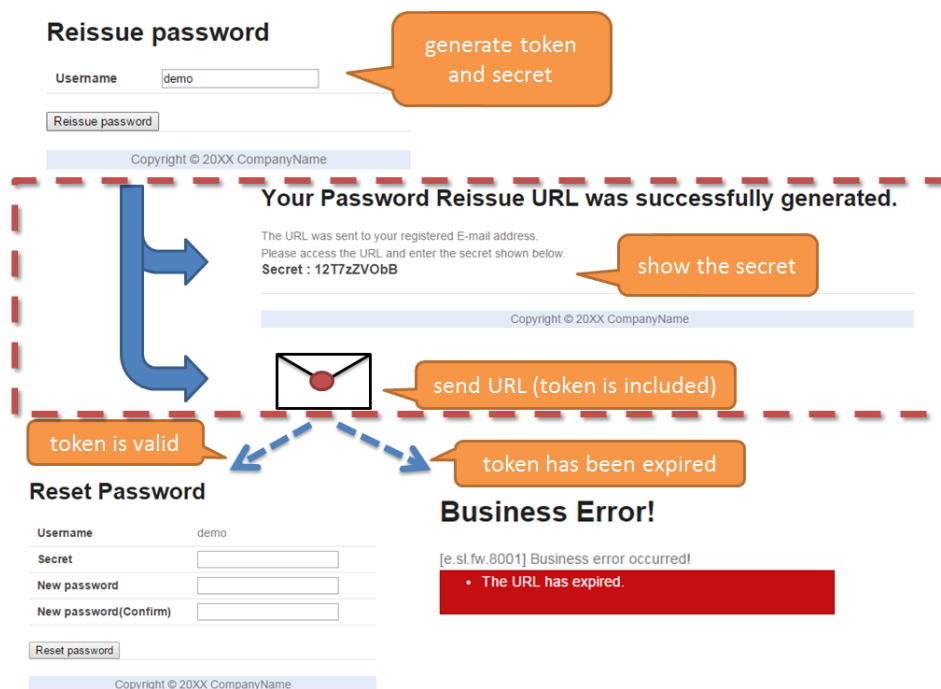 Reissue password
generate token
and secret
Username
demo
Reissue password
Copyright © 20XX CompanyName
Your Password Reissue URL was successfully generated.
The URL was sent to your registered E-mail address.
Please access the URL and enter the secret shown below.
Secret : 12T7zZVObB
show the secret
Copyright © 20XX CompanyName
send URL (token is included)
token is valid
token has been expired
Reset Password
Username
demo
Secret
New password
New password(Confirm)
Reset password
Copyright © 20XX CompanyName
Business Error!
[e.sl.fw.8001] Business error occurred!
• The URL has expired.